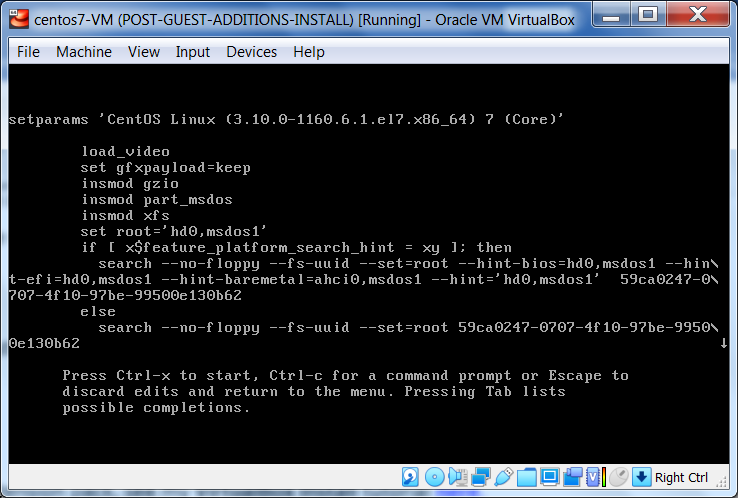 centos7-VM (POST-GUEST-ADDITIONS-INSTALL) [Running] - Oracle VM VirtualBox
File Machine View Input Devices Help
setparams 'CentOS Linux (3.10.0-1160.6.1.el7.x86_64) 7 (Core)'
load_video
set gfxpayload=keep
insmod gzio
insmod part_msdos
insmod xfs
set root='hd0,msdos1'
if [ x$feature_platform_search_hint = xy ]; then
search --no-floppy --fs-uuid --set=root --hint-bios=hd0,msdos1 --hin\
t-efi=hd0,msdos1 --hint-baremetal=ahci0,msdos1 --hint='hd0,msdos1'  59ca0247-0\
707-4f10-97be-99500e130b62
else
search --no-floppy --fs-uuid --set=root 59ca0247-0707-4f10-97be-9950\
0e130b62 ↓
Press Ctrl-x to start, Ctrl-c for a command prompt or Escape to
discard edits and return to the menu. Pressing Tab lists
possible completions.
Right Ctrl